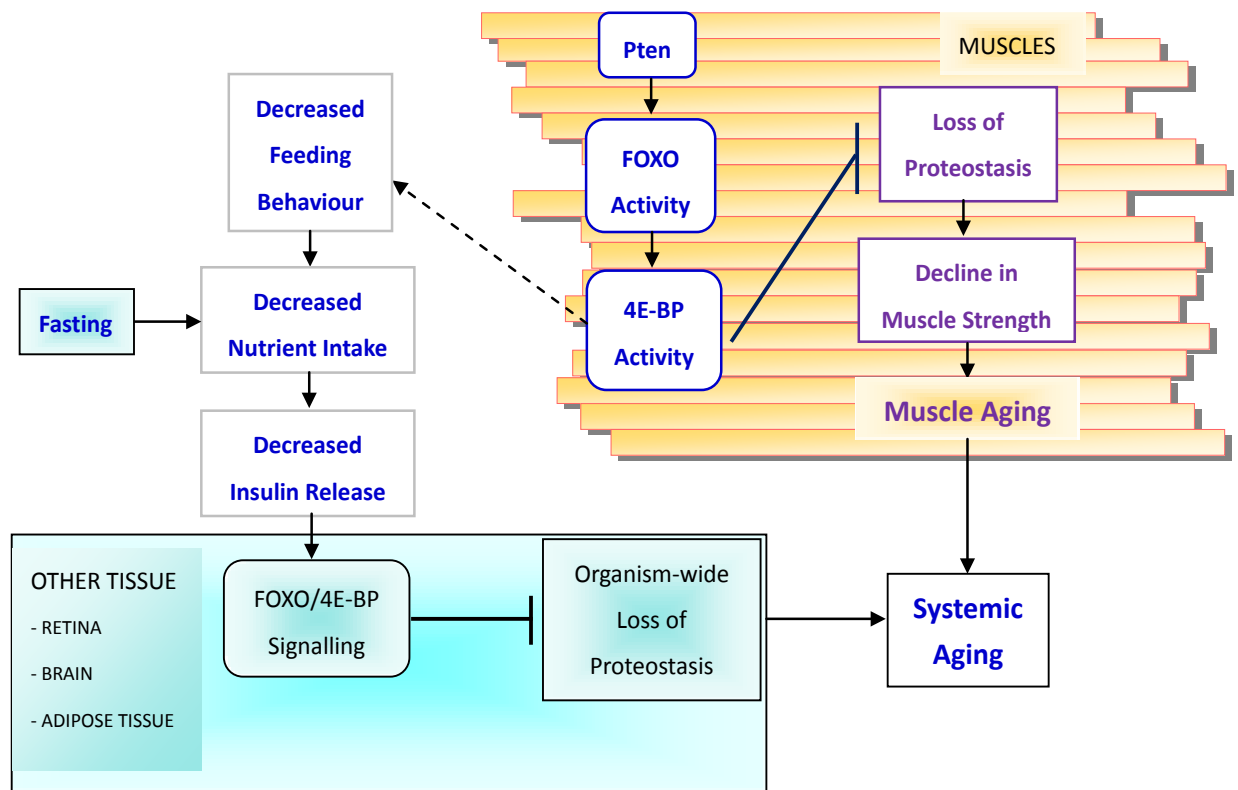 Pten
MUSCLES
FOXO
Activity
4E-BP
Activity
Loss of
Proteostasis
Decline in
Muscle Strength
Muscle Aging
Decreased
Feeding
Behaviour
Fasting
Decreased
Nutrient Intake
Decreased
Insulin Release
OTHER TISSUE
- RETINA
- BRAIN
- ADIPOSE TISSUE
FOXO/4E-BP
Signalling
Organism-wide
Loss of
Proteostasis
Systemic
Aging